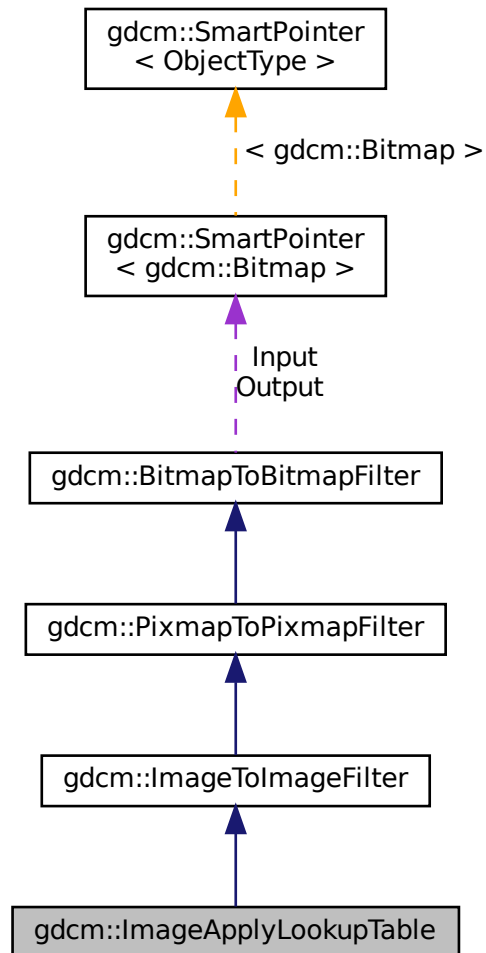 gdcm::SmartPointer
< ObjectType >
< gdcm::Bitmap >
gdcm::SmartPointer
< gdcm::Bitmap >
Input
Output
gdcm::BitmapToBitmapFilter
gdcm::PixmapToPixmapFilter
gdcm::ImageToImageFilter
gdcm::ImageApplyLookupTable